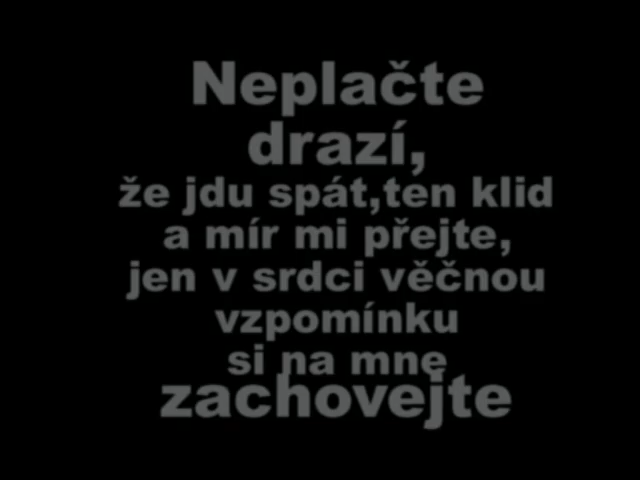 Neplačte
drazí,
že jdu spát,ten klid
a mír mi přejte,
jen v srdci věčnou
vzpomínku
si na mne
zachovejte